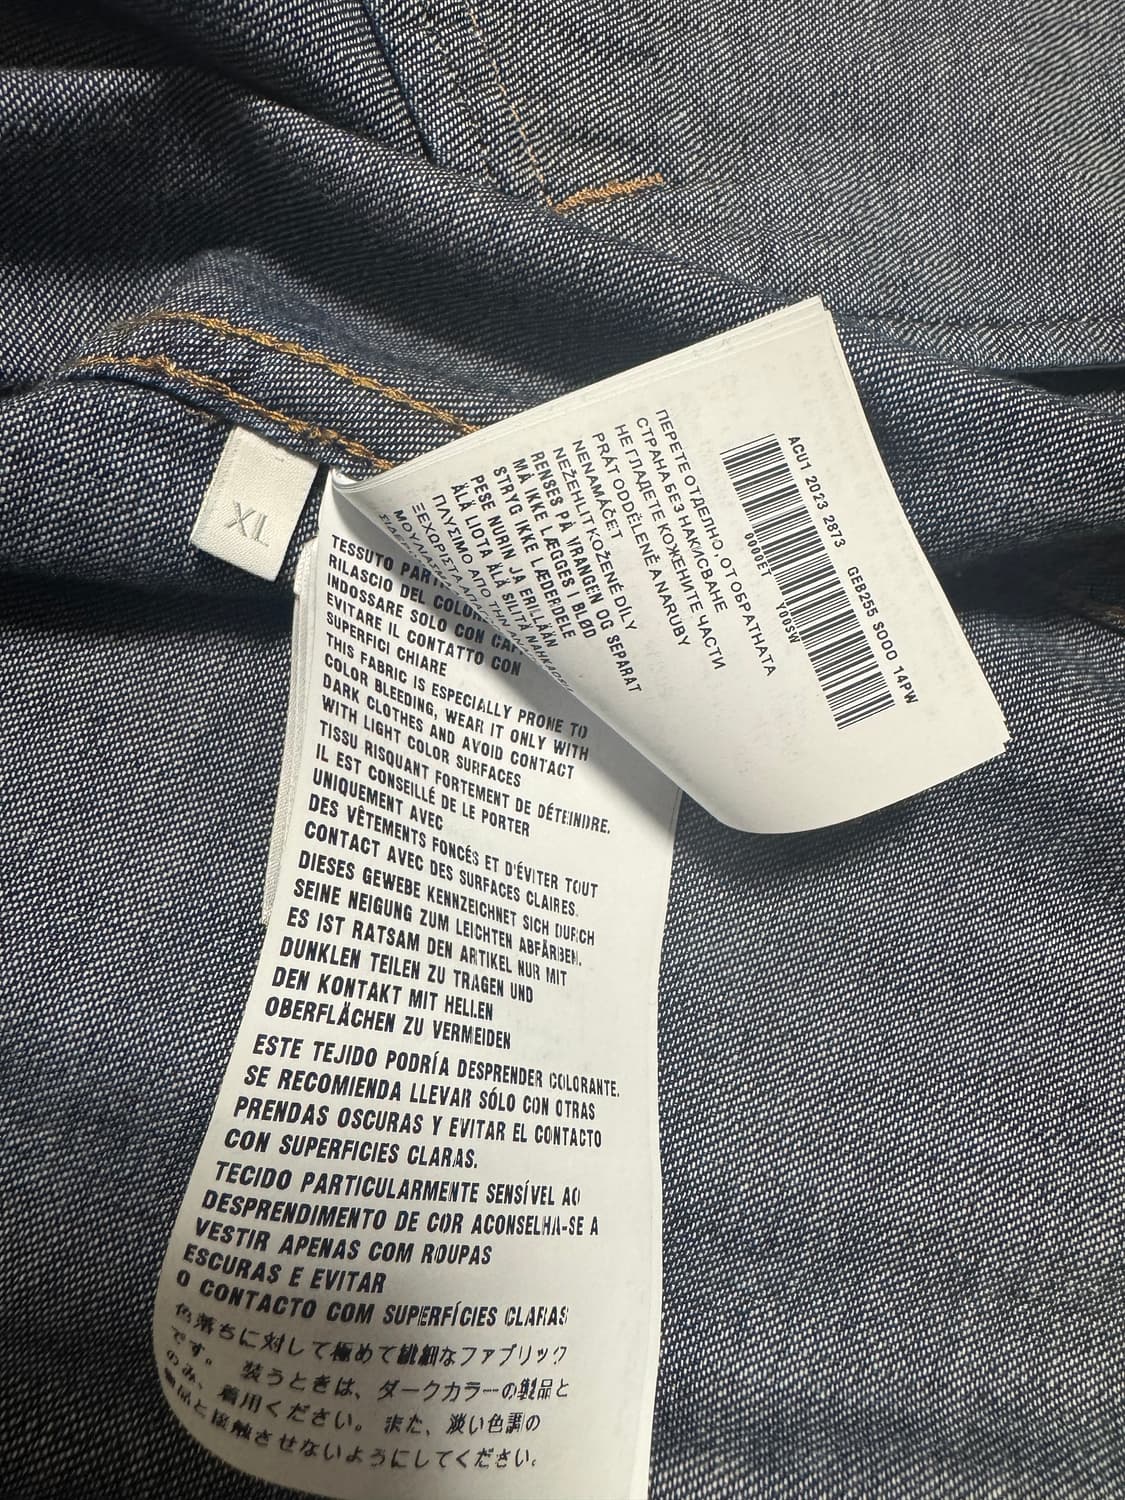 XL
ACU1 2023 2873 GEB255 SOOO 14PW
0000ET Y00SW
ПЕРЕТЕ ОТДЕЛНО, ОТ ОБРАТНАТА
СТРАНА БЕЗ НАКИСВАНЕ
НЕ ГЛАДЕТЕ КОЖЕНИТЕ ЧАСТИ
PRÁT ODDĚLENĚ A NARUBY
NENAMÁČET
NEŽEHLIT KOŽENÉ DÍLY
RENSES PÅ VRANGEN OG SEPARAT
MÅ IKKE LÆGGES I BLØD
STRYG IKKE LÆDERDELE
PESE NURIN JA ERILLÄÄN
ÄLÄ LIOTA ÄLÄ SILITÄ
ΠΛΥΣΙΜΟ ΑΠΟ ΤΗΝ
ΞΕΧΩΡΙΣΤΑ
TESSUTO
RILASCIO DEL
INDOSSARE SOLO CON
EVITARE IL CONTATTO CON
SUPERFICI CHIARE
THIS FABRIC IS ESPECIALLY PRONE TO
COLOR BLEEDING, WEAR IT ONLY WITH
DARK CLOTHES AND AVOID CONTACT
WITH LIGHT COLOR SURFACES
TISSU RISQUANT FORTEMENT DE DÉTEINDRE.
IL EST CONSEILLÉ DE LE PORTER
UNIQUEMENT AVEC
DES VÊTEMENTS FONCÉS ET D'ÉVITER TOUT
CONTACT AVEC DES SURFACES CLAIRES.
DIESES GEWEBE KENNZEICHNET SICH DURCH
SEINE NEIGUNG ZUM LEICHTEN ABFÄRBEN.
ES IST RATSAM DEN ARTIKEL NUR MIT
DUNKLEN TEILEN ZU TRAGEN UND
DEN KONTAKT MIT HELLEN
OBERFLÄCHEN ZU VERMEIDEN
ESTE TEJIDO PODRÍA DESPRENDER COLORANTE.
SE RECOMIENDA LLEVAR SÓLO CON OTRAS
PRENDAS OSCURAS Y EVITAR EL CONTACTO
CON SUPERFICIES CLARAS.
TECIDO PARTICULARMENTE SENSÍVEL AO
DESPRENDIMENTO DE COR ACONSELHA-SE A
VESTIR APENAS COM ROUPAS
ESCURAS E EVITAR
O CONTACTO COM SUPERFÍCIES CLARAS
色落ちに対して極めて繊細なファブリック
です。 装うときは、ダークカラーの製品と
のみ、着用ください。また、淡い色調の
製品と接触させないようにしてください。